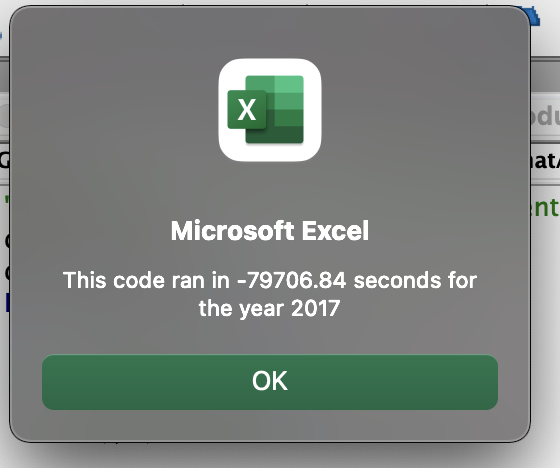 X
Microsoft Excel
This code ran in -79706.84 seconds for
the year 2017
OK